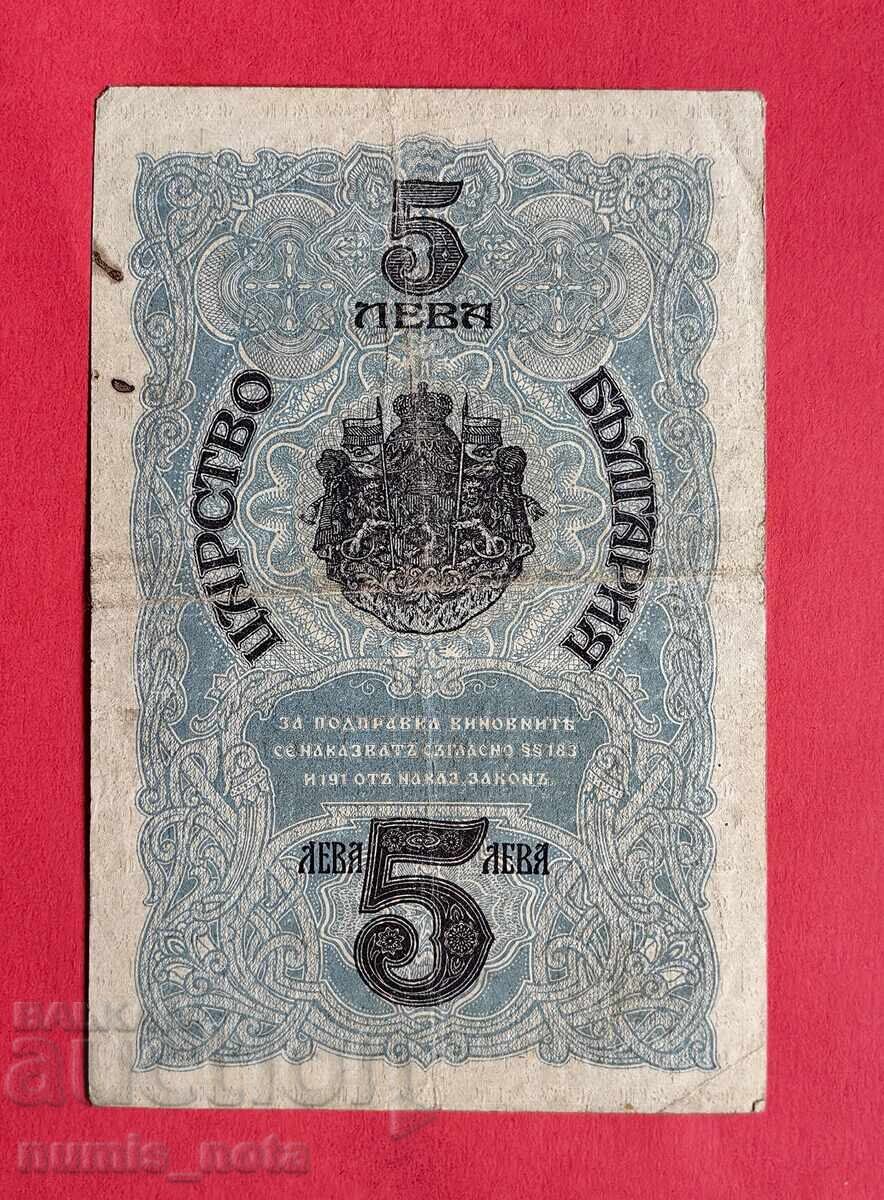 5
ЛЕВА
ЦАРСТВО
БЪЛГАРИЯ
ЗА ПОДПРАВКА ВИНОВНИТѢ
СЕ НАКАЗВАТЪ СЪГЛАСНО §§ 183
И 191 ОТЪ НАКАЗ. ЗАКОНЪ.
ЛЕВА 5 ЛЕВА
BALKAN
auction
numis_nota